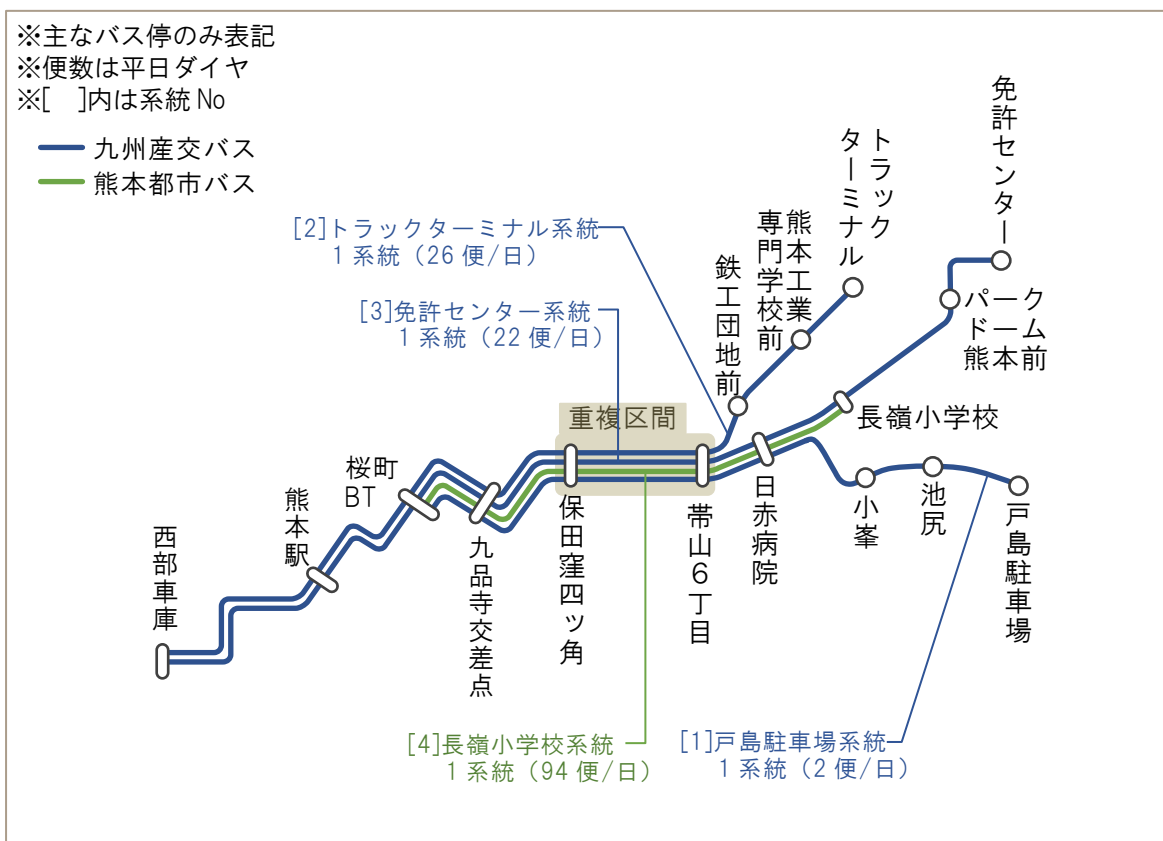 ※主なバス停のみ表記
※便数は平日ダイヤ
※[　]内は系統No
九州産交バス
熊本都市バス
[2]トラックターミナル系統
1系統（26便/日）
[3]免許センター系統
1系統（22便/日）
重複区間
西部車庫
熊本駅
桜町
BT
九品寺交差点
保田窪四ッ角
帯山6丁目
日赤病院
鉄工団地前
熊本工業
専門学校前
トラック
ターミナル
免許センター
パーク
ドーム
熊本前
長嶺小学校
小峯
池尻
戸島駐車場
[4]長嶺小学校系統
1系統（94便/日）
[1]戸島駐車場系統
1系統（2便/日）